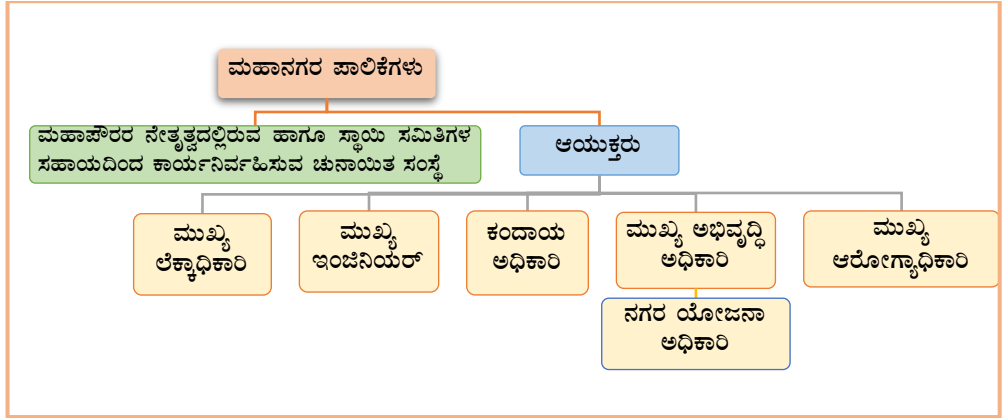 ಮಹಾನಗರ ಪಾಲಿಕೆಗಳು
ಮಹಾಪೌರರ ನೇತೃತ್ವದಲ್ಲಿರುವ ಹಾಗೂ ಸ್ಥಾಯಿ ಸಮಿತಿಗಳ
ಸಹಾಯದಿಂದ ಕಾರ್ಯನಿರ್ವಹಿಸುವ ಚುನಾಯಿತ ಸಂಸ್ಥೆ
ಆಯುಕ್ತರು
ಮುಖ್ಯ
ಲೆಕ್ಕಾಧಿಕಾರಿ
ಮುಖ್ಯ
ಇಂಜಿನಿಯರ್
ಕಂದಾಯ
ಅಧಿಕಾರಿ
ಮುಖ್ಯ ಅಭಿವೃದ್ಧಿ
ಅಧಿಕಾರಿ
ಮುಖ್ಯ
ಆರೋಗ್ಯಾಧಿಕಾರಿ
ನಗರ ಯೋಜನಾ
ಅಧಿಕಾರಿ